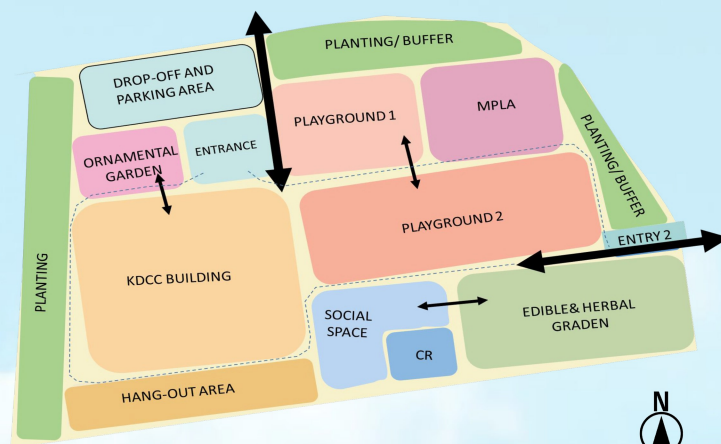 PLANTING/ BUFFER
DROP-OFF AND
PARKING AREA
PLAYGROUND 1
MPLA
ORNAMENTAL
GARDEN
ENTRANCE
PLANTING/ BUFFER
PLAYGROUND 2
ENTRY 2
PLANTING
KDCC BUILDING
SOCIAL
SPACE
EDIBLE& HERBAL
GRADEN
CR
HANG-OUT AREA
N